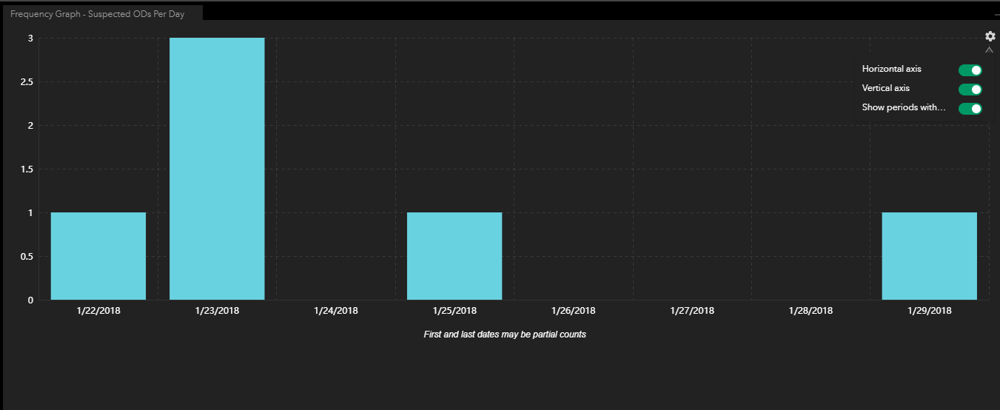 Frequency Graph - Suspected ODs Per Day
3
2.5
2
1.5
1
0.5
0
Horizontal axis
Vertical axis
Show periods with...
1/22/2018 1/23/2018 1/24/2018 1/25/2018 1/26/2018 1/27/2018 1/28/2018 1/29/2018
First and last dates may be partial counts